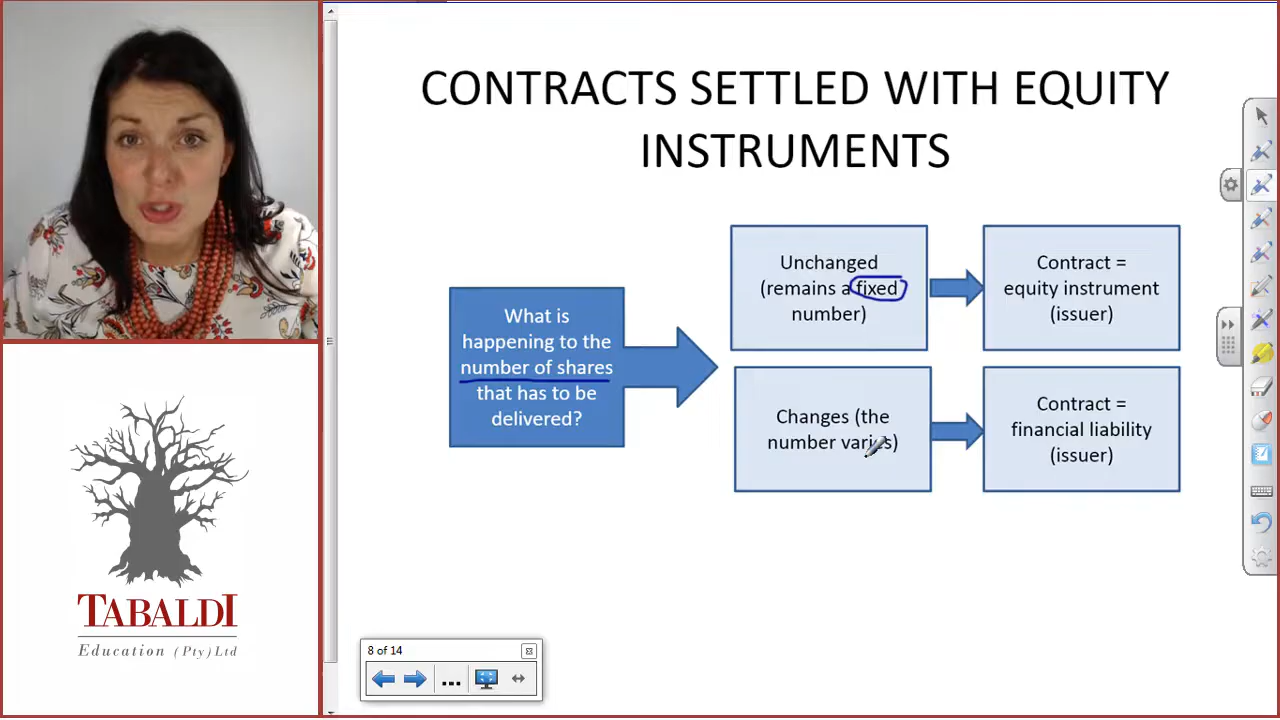 CONTRACTS SETTLED WITH EQUITY
INSTRUMENTS
What is
happening to the
number of shares
that has to be
delivered?
Unchanged
(remains a fixed
number)
Contract =
equity instrument
(issuer)
Changes (the
number varies)
Contract =
financial liability
(issuer)
TABALDI
Education (Pty) Ltd
8 of 14